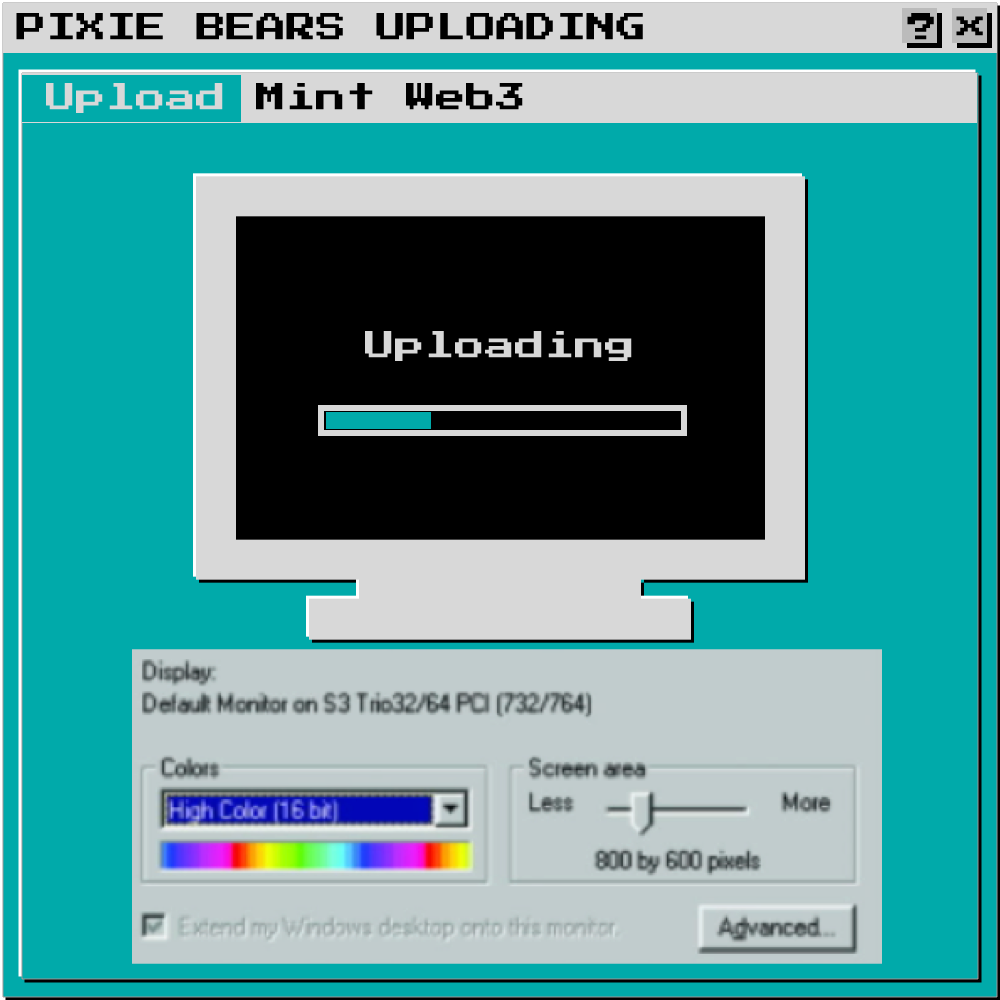 PIXIE BEARS UPLOADING ? ×
Upload Mint Web3
Uploading
Display:
Default Monitor on S3 Trio32/64 PCI (732/764)
Colors
High Color (16 bit)
Screen area
Less More
800 by 600 pixels
Extend my Windows desktop onto this monitor.
Advanced...